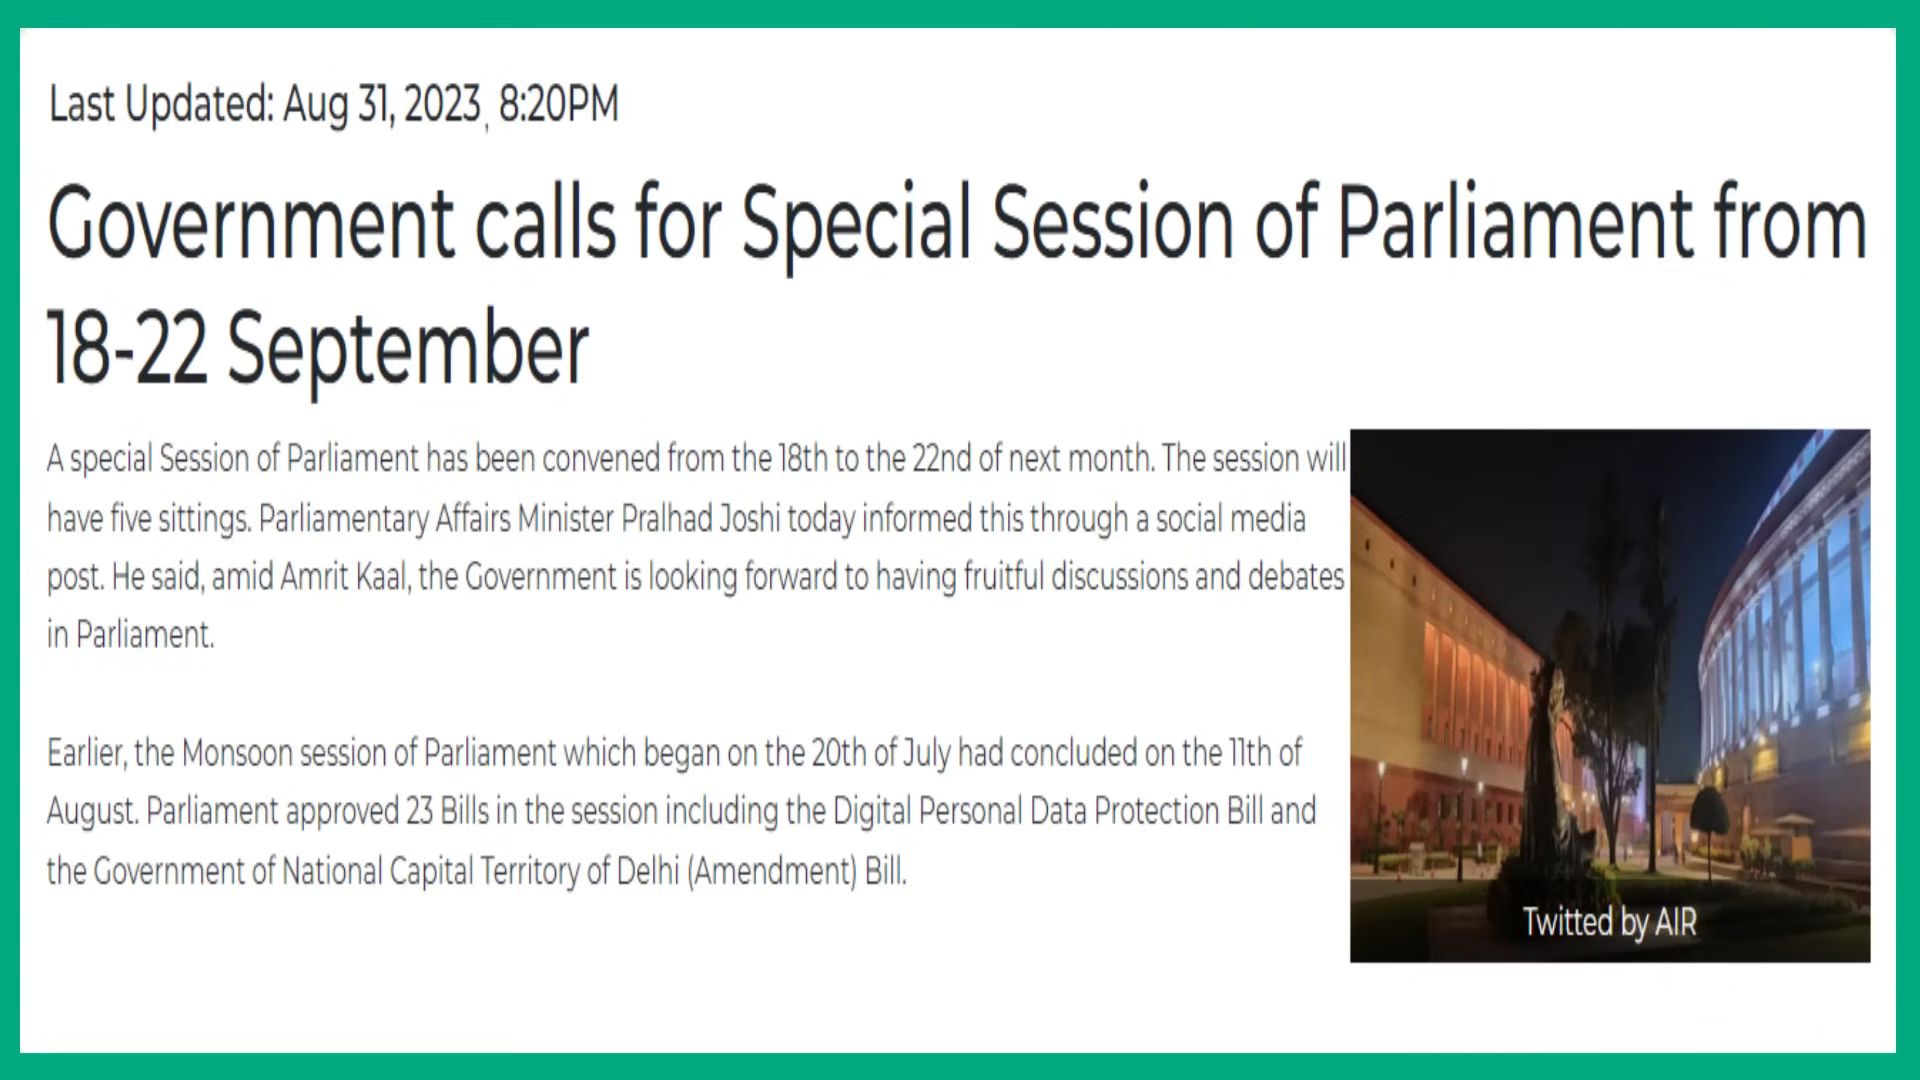 Last Updated: Aug 31, 2023, 8:20PM
Government calls for Special Session of Parliament from
18-22 September
A special Session of Parliament has been convened from the 18th to the 22nd of next month. The session will
have five sittings. Parliamentary Affairs Minister Pralhad Joshi today informed this through a social media
post. He said, amid Amrit Kaal, the Government is looking forward to having fruitful discussions and debates
in Parliament.
Earlier, the Monsoon session of Parliament which began on the 20th of July had concluded on the 11th of
August. Parliament approved 23 Bills in the session including the Digital Personal Data Protection Bill and
the Government of National Capital Territory of Delhi (Amendment) Bill.
Twitted by AIR